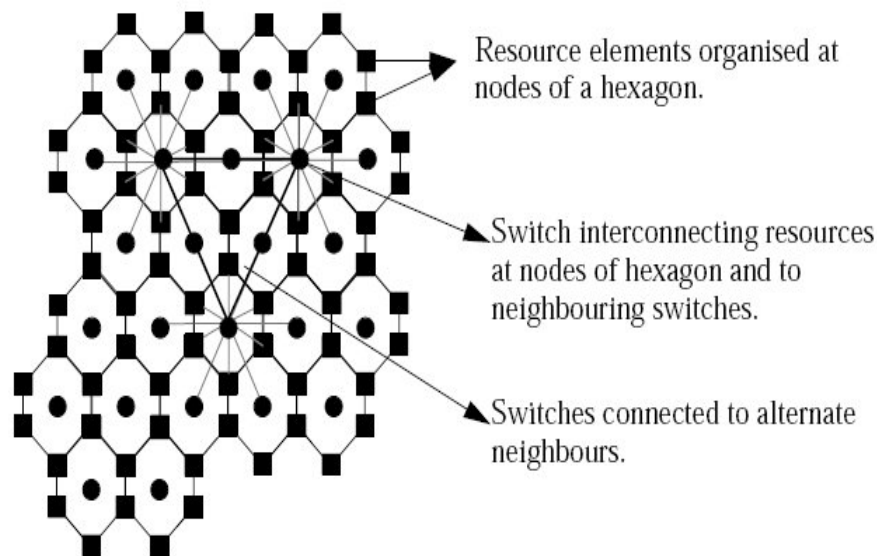 Resource elements organised at
nodes of a hexagon.
Switch interconnecting resources
at nodes of hexagon and to
neighbouring switches.
Switches connected to alternate
neighbours.